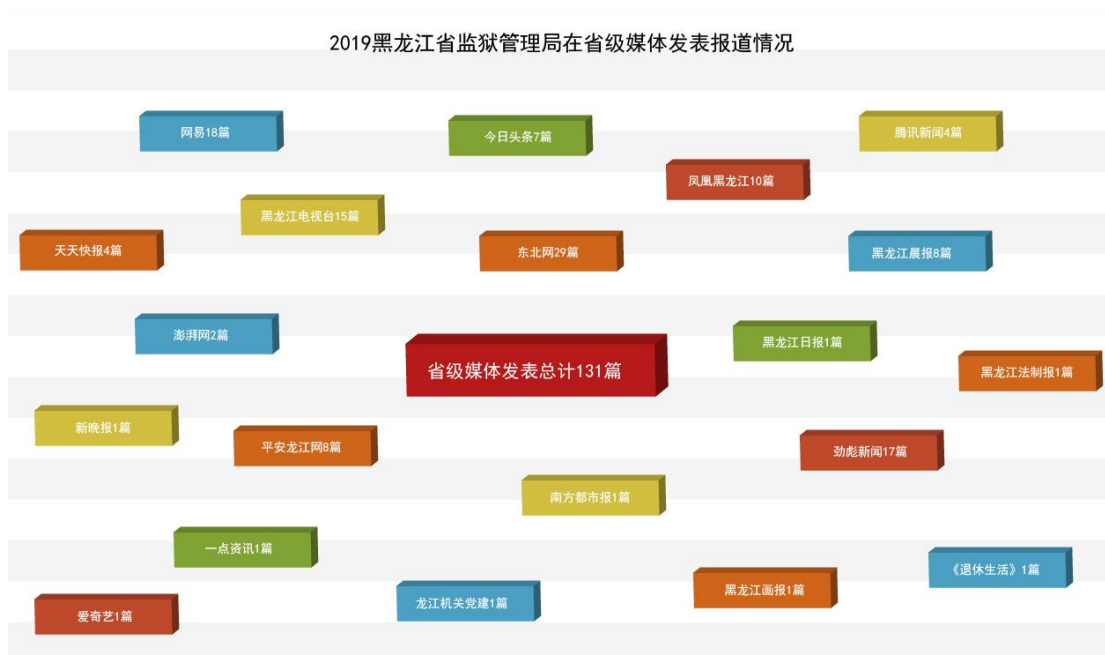 2019黑龙江省监狱管理局在省级媒体发表报道情况
网易18篇
今日头条7篇
腾讯新闻4篇
凤凰黑龙江10篇
黑龙江电视台15篇
天天快报4篇
东北网29篇
黑龙江晨报8篇
澎湃网2篇
黑龙江日报1篇
省级媒体发表总计131篇
黑龙江法制报1篇
新晚报1篇
平安龙江网8篇
劲彪新闻17篇
南方都市报1篇
一点资讯1篇
《退休生活》1篇
黑龙江画报1篇
龙江机关党建1篇
爱奇艺1篇